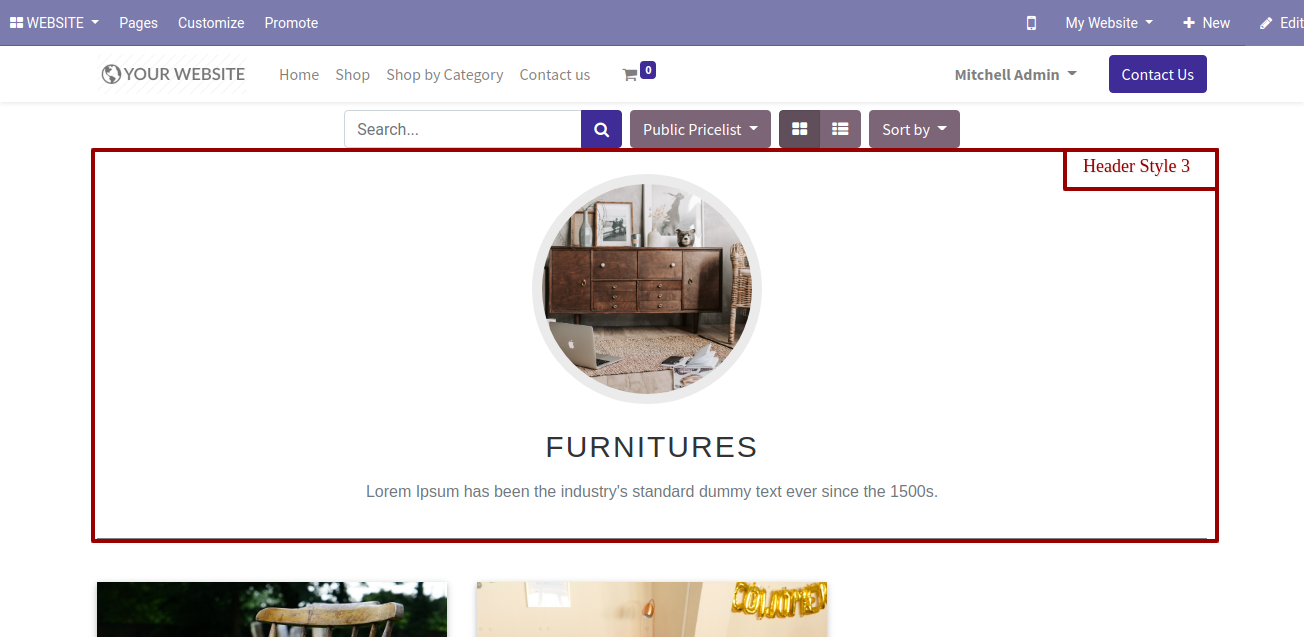 WEBSITE Pages Customize Promote My Website New Edit
YOUR WEBSITE Home Shop Shop by Category Contact us 0 Mitchell Admin Contact Us
Search... Public Pricelist Sort by
Header Style 3
FURNITURES
Lorem Ipsum has been the industry's standard dummy text ever since the 1500s.